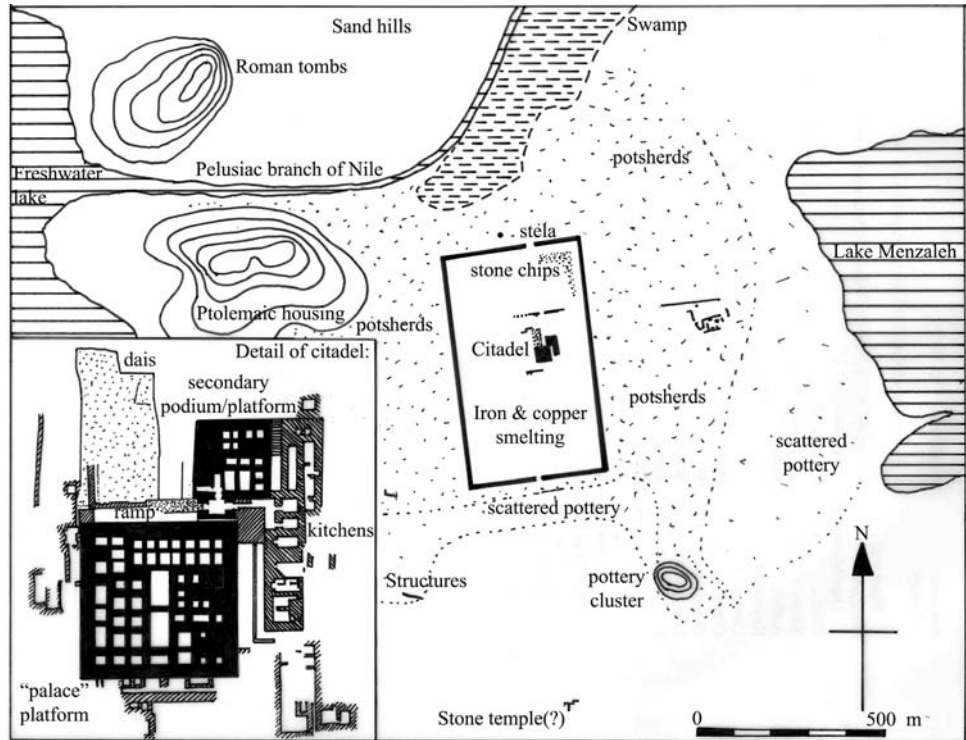 Sand hills
Swamp
Roman tombs
potsherds
Pelusiac branch of Nile
Freshwater
lake
stela
Lake Menzaleh
stone chips
Ptolemaic housing
potsherds
Citadel
potsherds
Iron & copper
smelting
scattered
pottery
scattered pottery
Structures
pottery
cluster
N
Stone temple(?)
0 500 m
Detail of citadel:
dais
secondary
podium/platform
ramp
kitchens
“palace”
platform